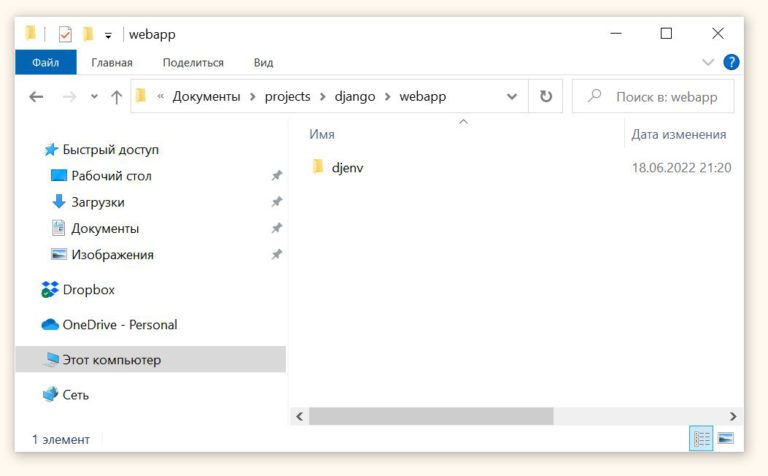 webapp
Файл Главная Поделиться Вид ?
« Документы > projects > django > webapp Поиск в: webapp
Имя Дата изменения
Быстрый доступ
djenv 18.06.2022 21:20
Рабочий стол
Загрузки
Документы
Изображения
Dropbox
OneDrive - Personal
Этот компьютер
Сеть
1 элемент